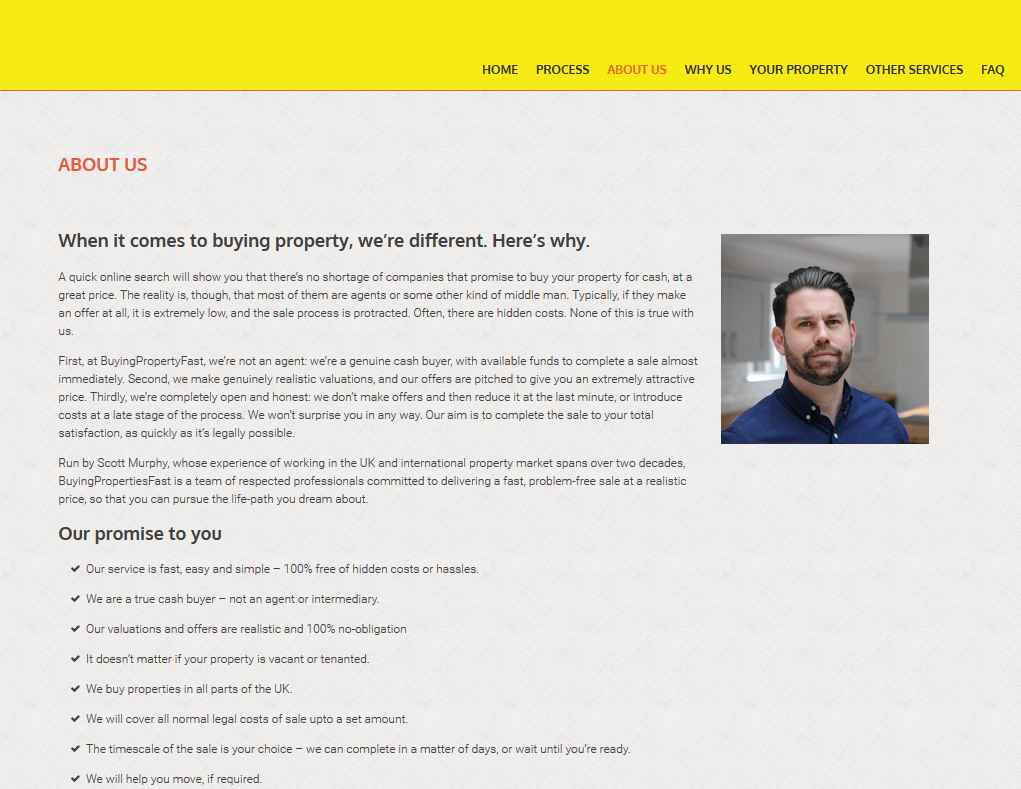 HOME PROCESS ABOUT US WHY US YOUR PROPERTY OTHER SERVICES FAQ
ABOUT US
When it comes to buying property, we're different. Here's why.
A quick online search will show you that there's no shortage of companies that promise to buy your property for cash, at a
great price. The reality is, though, that most of them are agents or some other kind of middle man. Typically, if they make
an offer at all, it is extremely low, and the sale process is protracted. Often, there are hidden costs. None of this is true with
us.
First, at BuyingPropertyFast, we're not an agent: we're a genuine cash buyer, with available funds to complete a sale almost
immediately. Second, we make genuinely realistic valuations, and our offers are pitched to give you an extremely attractive
price. Thirdly, we're completely open and honest: we don't make offers and then reduce it at the last minute, or introduce
costs at a late stage of the process. We won't surprise you in any way. Our aim is to complete the sale to your total
satisfaction, as quickly as it's legally possible.
Run by Scott Murphy, whose experience of working in the UK and international property market spans over two decades,
BuyingPropertiesFast is a team of respected professionals committed to delivering a fast, problem-free sale at a realistic
price, so that you can pursue the life-path you dream about.
Our promise to you
✔ Our service is fast, easy and simple – 100% free of hidden costs or hassles.
✔ We are a true cash buyer – not an agent or intermediary.
✔ Our valuations and offers are realistic and 100% no-obligation
✔ It doesn't matter if your property is vacant or tenanted.
✔ We buy properties in all parts of the UK.
✔ We will cover all normal legal costs of sale upto a set amount.
✔ The timescale of the sale is your choice – we can complete in a matter of days, or wait until you're ready.
✔ We will help you move, if required.